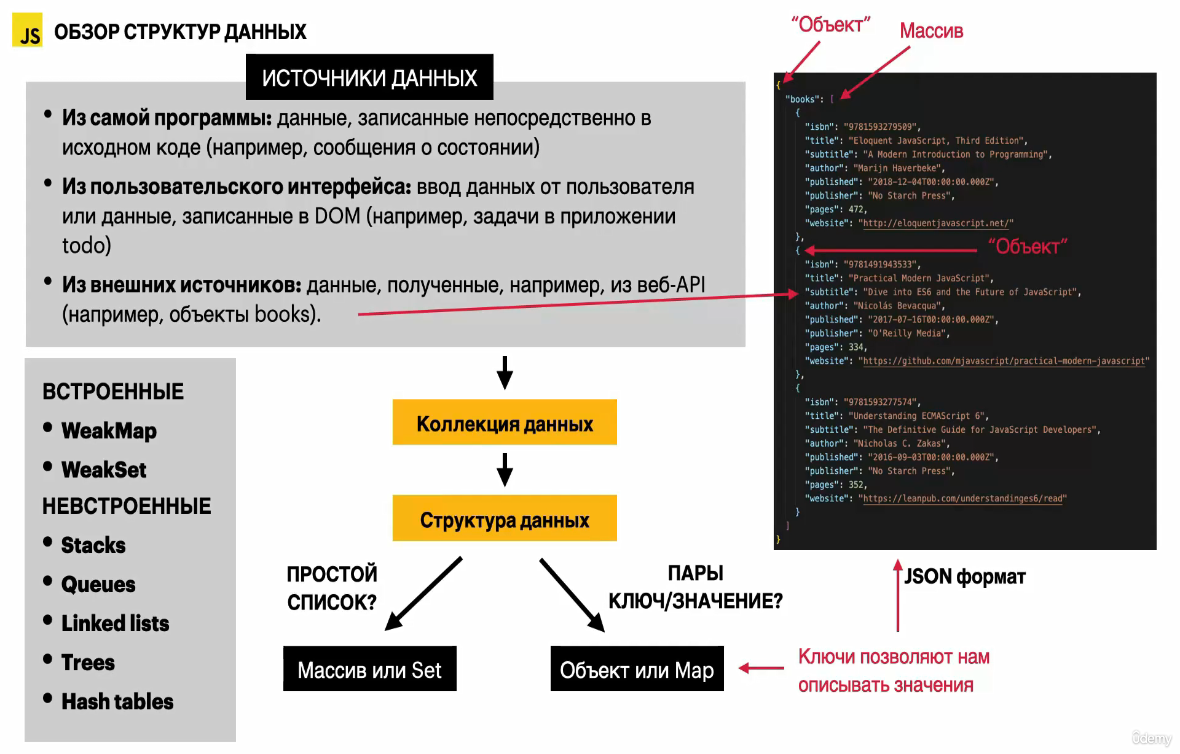 JS ОБЗОР СТРУКТУР ДАННЫХ
ИСТОЧНИКИ ДАННЫХ
• Из самой программы: данные, записанные непосредственно в
исходном коде (например, сообщения о состоянии)
• Из пользовательского интерфейса: ввод данных от пользователя
или данные, записанные в DOM (например, задачи в приложении
todo)
• Из внешних источников: данные, полученные, например, из веб-API
(например, объекты books).
"Объект"
Массив
{
"books": [
{
"isbn": "9781593279509",
"title": "Eloquent JavaScript, Third Edition",
"subtitle": "A Modern Introduction to Programming",
"author": "Marijn Haverbeke",
"published": "2018-12-04T00:00:00.000Z",
"publisher": "No Starch Press",
"pages": 472,
"website": "http://eloquentjavascript.net/"
},
{
"Объект"
"isbn": "9781491943533",
"title": "Practical Modern JavaScript",
"subtitle": "Dive into ES6 and the Future of JavaScript",
"author": "Nicolás Bevacqua",
"published": "2017-07-16T00:00:00.000Z",
"publisher": "O'Reilly Media",
"pages": 334,
"website": "https://github.com/mjavascript/practical-modern-javascript"
},
{
"isbn": "9781593277574",
"title": "Understanding ECMAScript 6",
"subtitle": "The Definitive Guide for JavaScript Developers",
"author": "Nicholas C. Zakas",
"published": "2016-09-03T00:00:00.000Z",
"publisher": "No Starch Press",
"pages": 352,
"website": "https://leanpub.com/understandinges6/read"
}
]
}
JSON формат
ВСТРОЕННЫЕ
• WeakMap
• WeakSet
НЕВСТРОЕННЫЕ
• Stacks
• Queues
• Linked lists
• Trees
• Hash tables
Коллекция данных
Структура данных
ПРОСТОЙ
СПИСОК?
ПАРЫ
КЛЮЧ/ЗНАЧЕНИЕ?
Массив или Set
Объект или Map
Ключи позволяют нам
описывать значения
ûdemy